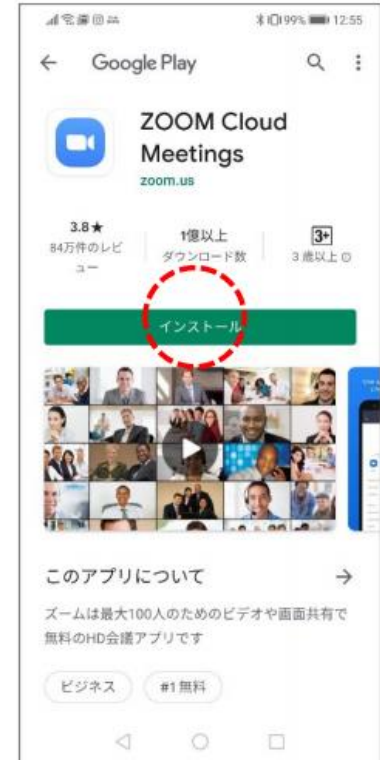 99% 12:55
Google Play
ZOOM Cloud
Meetings
zoom.us
3.8★
84万件のレビ
ュー
1億以上
ダウンロード数
3+
3 歳以上
インストール
このアプリについて
ズームは最大100人のためのビデオや画面共有で
無料のHD会議アプリです
ビジネス
#1 無料